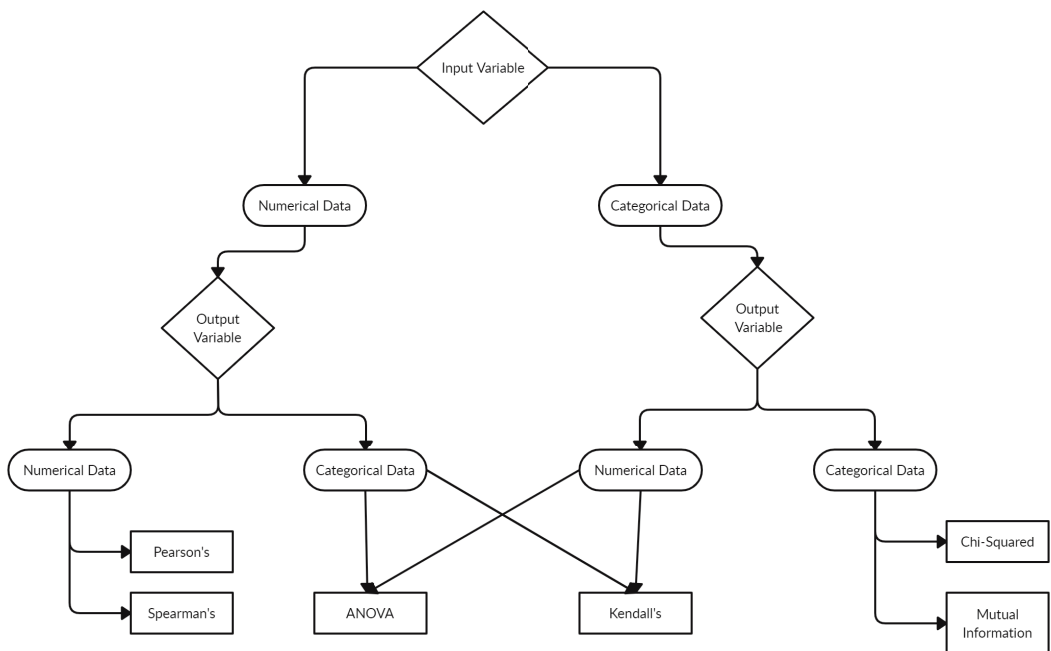 Input Variable
Numerical Data
Categorical Data
Output
Variable
Output
Variable
Numerical Data
Categorical Data
Numerical Data
Categorical Data
Pearson's
Chi-Squared
Spearman's
ANOVA
Kendall's
Mutual
Information